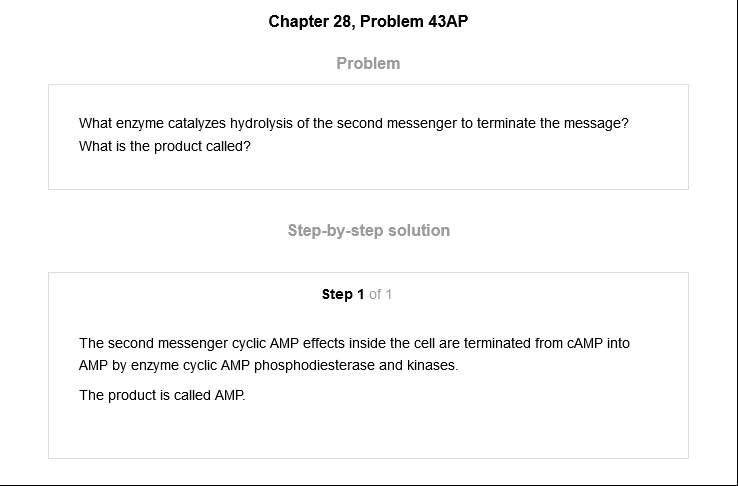 Chapter 28, Problem 43AP
Problem
What enzyme catalyzes hydrolysis of the second messenger to terminate the message?
What is the product called?
Step-by-step solution
Step 1 of 1
The second messenger cyclic AMP effects inside the cell are terminated from cAMP into
AMP by enzyme cyclic AMP phosphodiesterase and kinases.
The product is called AMP.